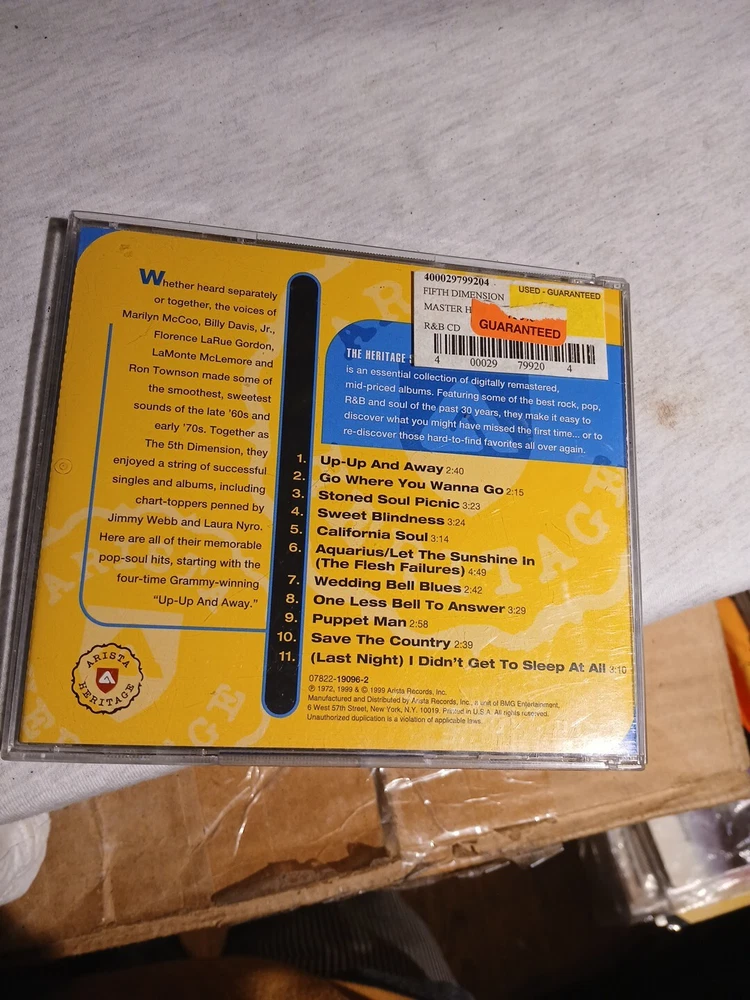 Whether heard separately
or together, the voices of
Marilyn McCoo, Billy Davis, Jr.,
Florence LaRue Gordon,
LaMonte McLemore and
Ron Townson made some of
the smoothest, sweetest
sounds of the late '60s and
early '70s. Together as
The 5th Dimension, they
enjoyed a string of successful
singles and albums, including
chart-toppers penned by
Jimmy Webb and Laura Nyro.
Here are all of their memorable
pop-soul hits, starting with the
four-time Grammy-winning
"Up-Up And Away."
ARISTA
HERITAGE
400029799204
USED - GUARANTEED
FIFTH DIMENSION
MASTER H
R&B CD
GUARANTEED
4 00029 79920 4
THE HERITAGE
is an essential collection of digitally remastered,
mid-priced albums. Featuring some of the best rock, pop,
R&B and soul of the past 30 years, they make it easy to
discover what you might have missed the first time... or to
re-discover those hard-to-find favorites all over again.
1. Up-Up And Away 2:40
2. Go Where You Wanna Go 2:15
3. Stoned Soul Picnic 3:23
4. Sweet Blindness 3:24
5. California Soul 3:14
6. Aquarius/Let The Sunshine In
(The Flesh Failures) 4:49
7. Wedding Bell Blues 2:42
8. One Less Bell To Answer 3:29
9. Puppet Man 2:58
10. Save The Country 2:39
11. (Last Night) I Didn't Get To Sleep At All 3:10
07822-19096-2
℗ 1972, 1999 & © 1999 Arista Records, Inc.
Manufactured and Distributed by Arista Records, Inc., a unit of BMG Entertainment,
6 West 57th Street, New York, N.Y. 10019. Printed in U.S.A. All rights reserved.
Unauthorized duplication is a violation of applicable laws.